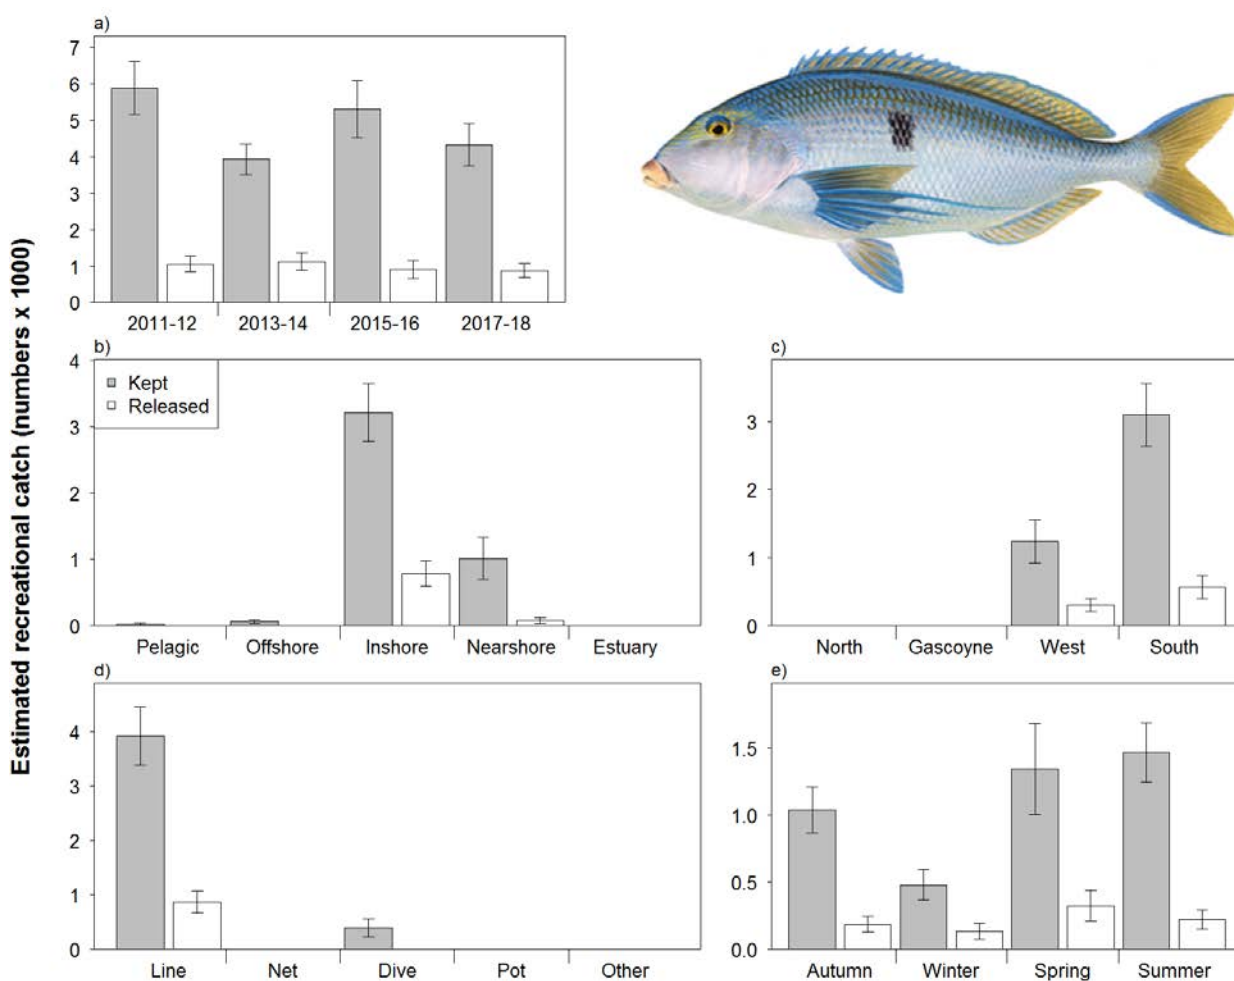 Estimated recreational catch (numbers x 1000)
a)
7
6
5
4
3
2
1
0
2011-12 2013-14 2015-16 2017-18
b)
4
3
2
1
0
Kept
Released
Pelagic Offshore Inshore Nearshore Estuary
c)
3
2
1
0
North Gascoyne West South
d)
4
3
2
1
0
Line Net Dive Pot Other
e)
1.5
1.0
0.5
0.0
Autumn Winter Spring Summer